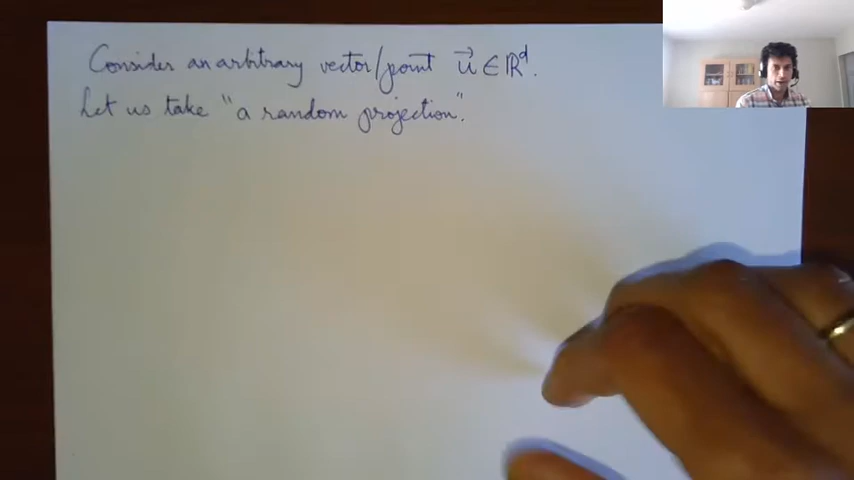 Consider an arbitrary vector/point $\vec{u} \in \mathbb{R}^d$.
Let us take "a random projection".